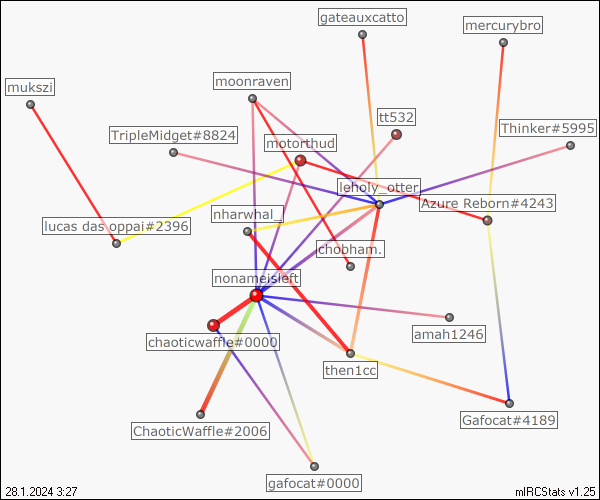 gateauxcatto
mercurybro
moonraven
mukszi
tt532
Thinker#5995
TripleMidget#8824
motorthud
leholy_otter
Azure Reborn#4243
nharwhal_
lucas das oppai#2396
chobham.
nonameisleft
amah1246
chaoticwaffle#0000
then1cc
Gafocat#4189
ChaoticWaffle#2006
gafocat#0000
28.1.2024 3:27
mIRCStats v1.25